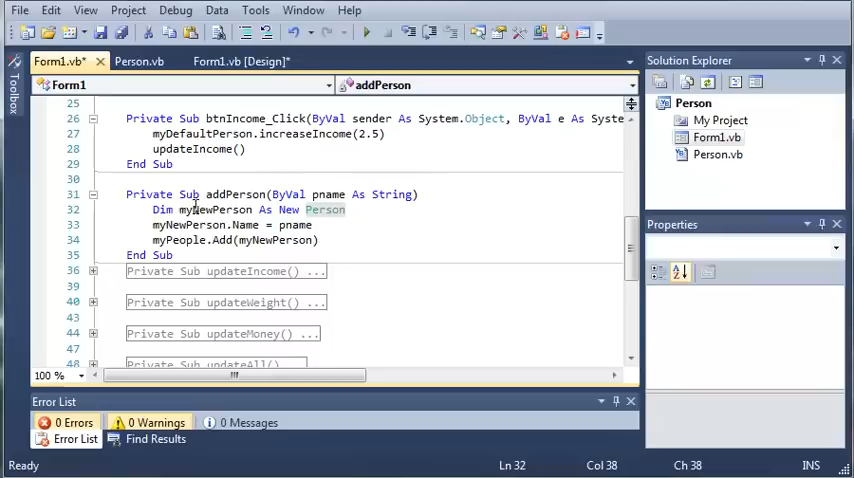 File Edit View Project Debug Data Tools Window Help
Form1.vb* Person.vb Form1.vb [Design]*
Solution Explorer
Toolbox
Form1 addPerson
25
26 Private Sub btnIncome_Click(ByVal sender As System.Object, ByVal e As Syste
27 myDefaultPerson.increaseIncome(2.5)
28 updateIncome()
29 End Sub
30
31 Private Sub addPerson(ByVal pname As String)
32 Dim myNewPerson As New Person
33 myNewPerson.Name = pname
34 myPeople.Add(myNewPerson)
35 End Sub
36 Private Sub updateIncome() ...
39
40 Private Sub updateWeight() ...
43
44 Private Sub updateMoney() ...
47
48 Private Sub updateAll() ...
100 %
Person
My Project
Form1.vb
Person.vb
Properties
Error List
0 Errors 0 Warnings 0 Messages
Error List Find Results
Ready Ln 32 Col 38 Ch 38 INS